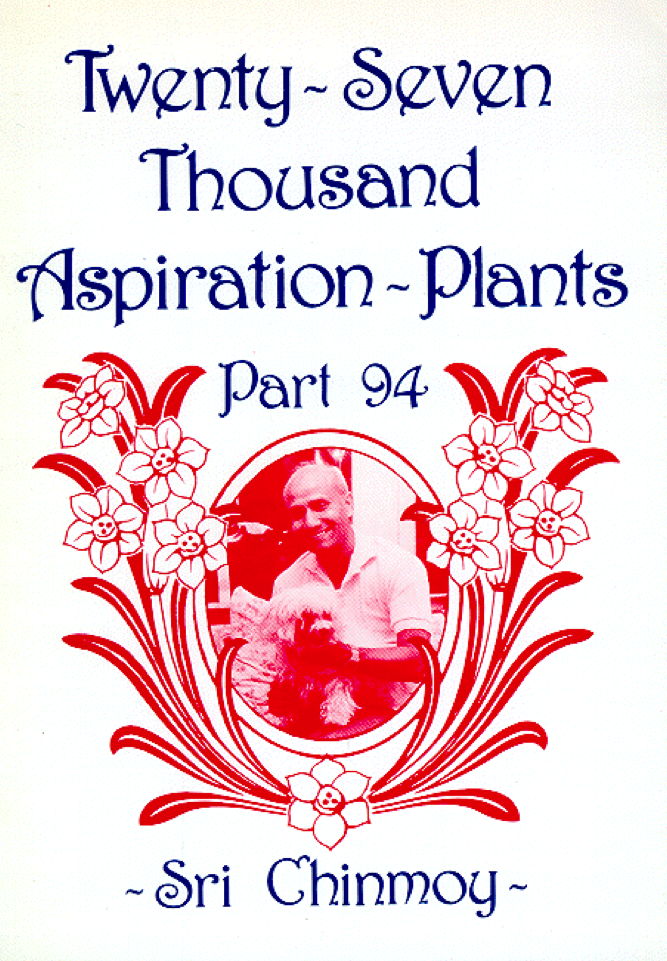 Twenty~Seven
Thousand
Aspiration~Plants
Part 94
~Sri Chinmoy~